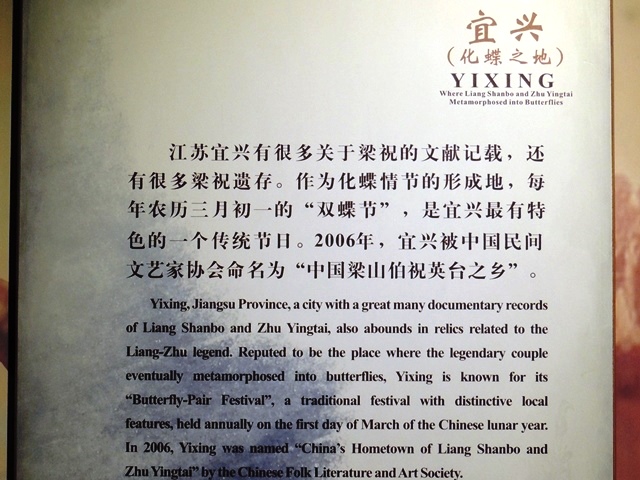 宜兴
（化蝶之地）
YIXING
Where Liang Shanbo and Zhu Yingtai
Metamorphosed into Butterflies
江苏宜兴有很多关于梁祝的文献记载，还
有很多梁祝遗存。作为化蝶情节的形成地，每
年农历三月初一的“双蝶节”，是宜兴最有特
色的一个传统节日。2006年，宜兴被中国民间
文艺家协会命名为“中国梁山伯祝英台之乡”。
Yixing, Jiangsu Province, a city with a great many documentary records
of Liang Shanbo and Zhu Yingtai, also abounds in relics related to the
Liang-Zhu legend. Reputed to be the place where the legendary couple
eventually metamorphosed into butterflies, Yixing is known for its
“Butterfly-Pair Festival”, a traditional festival with distinctive local
features, held annually on the first day of March of the Chinese lunar year.
In 2006, Yixing was named “China’s Hometown of Liang Shanbo and
Zhu Yingtai” by the Chinese Folk Literature and Art Society.